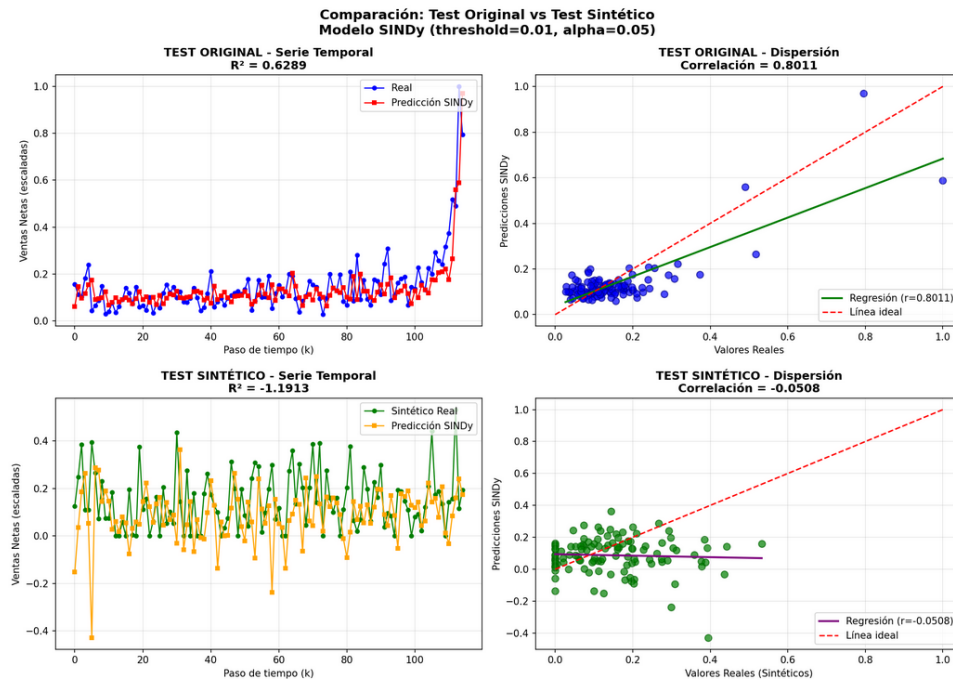 Comparación: Test Original vs Test Sintético
Modelo SINDy (threshold=0.01, alpha=0.05)
TEST ORIGINAL - Serie Temporal
R² = 0.6289
Real
Predicción SINDy
Ventas Netas (escaladas)
1.0
0.8
0.6
0.4
0.2
0.0
0 20 40 60 80 100
Paso de tiempo (k)
TEST ORIGINAL - Dispersión
Correlación = 0.8011
Predicciones SINDy
1.0
0.8
0.6
0.4
0.2
0.0
Regresión (r=0.8011)
Línea ideal
0.0 0.2 0.4 0.6 0.8 1.0
Valores Reales
TEST SINTÉTICO - Serie Temporal
R² = -1.1913
Sintético Real
Predicción SINDy
Ventas Netas (escaladas)
0.4
0.2
0.0
−0.2
−0.4
0 20 40 60 80 100
Paso de tiempo (k)
TEST SINTÉTICO - Dispersión
Correlación = -0.0508
Predicciones SINDy
1.0
0.8
0.6
0.4
0.2
0.0
−0.2
−0.4
Regresión (r=-0.0508)
Línea ideal
0.0 0.2 0.4 0.6 0.8 1.0
Valores Reales (Sintéticos)